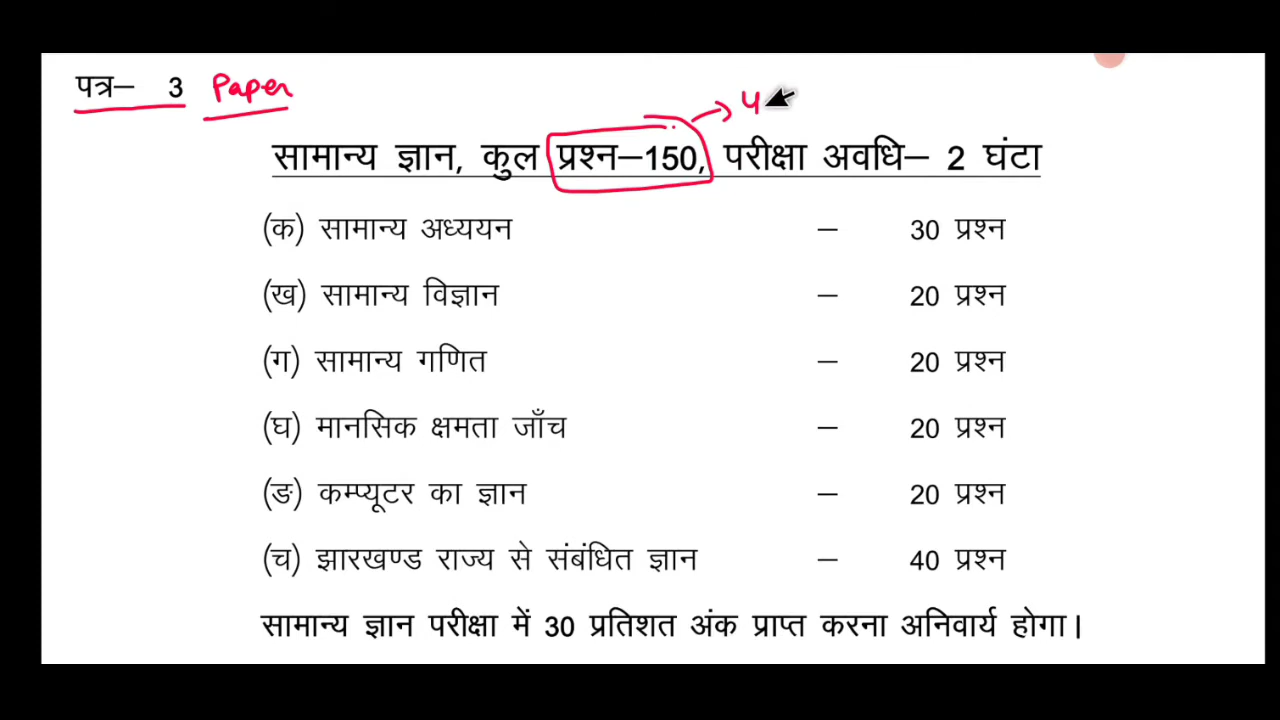 पत्र– 3 Paper
4
सामान्य ज्ञान, कुल प्रश्न–150, परीक्षा अवधि– 2 घंटा
(क) सामान्य अध्ययन – 30 प्रश्न
(ख) सामान्य विज्ञान – 20 प्रश्न
(ग) सामान्य गणित – 20 प्रश्न
(घ) मानसिक क्षमता जाँच – 20 प्रश्न
(ङ) कम्प्यूटर का ज्ञान – 20 प्रश्न
(च) झारखण्ड राज्य से संबंधित ज्ञान – 40 प्रश्न
सामान्य ज्ञान परीक्षा में 30 प्रतिशत अंक प्राप्त करना अनिवार्य होगा।